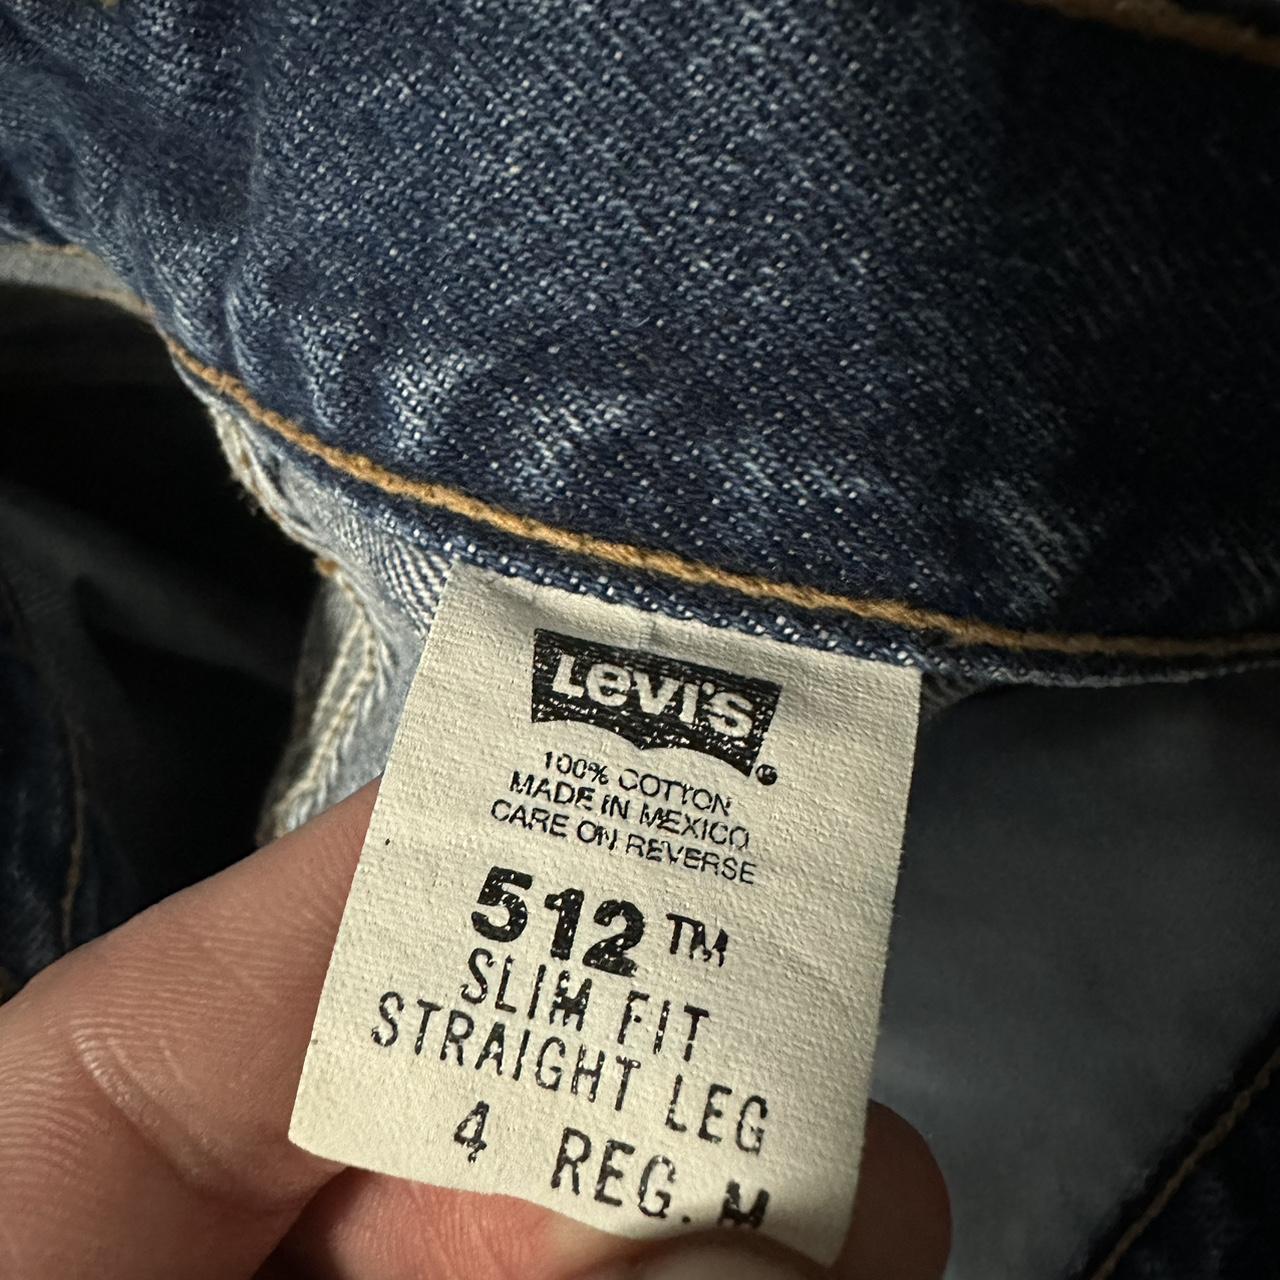 Levi's
®
100% COTTON
MADE IN MEXICO
CARE ON REVERSE
512™
SLIM FIT
STRAIGHT LEG
4 REG. M